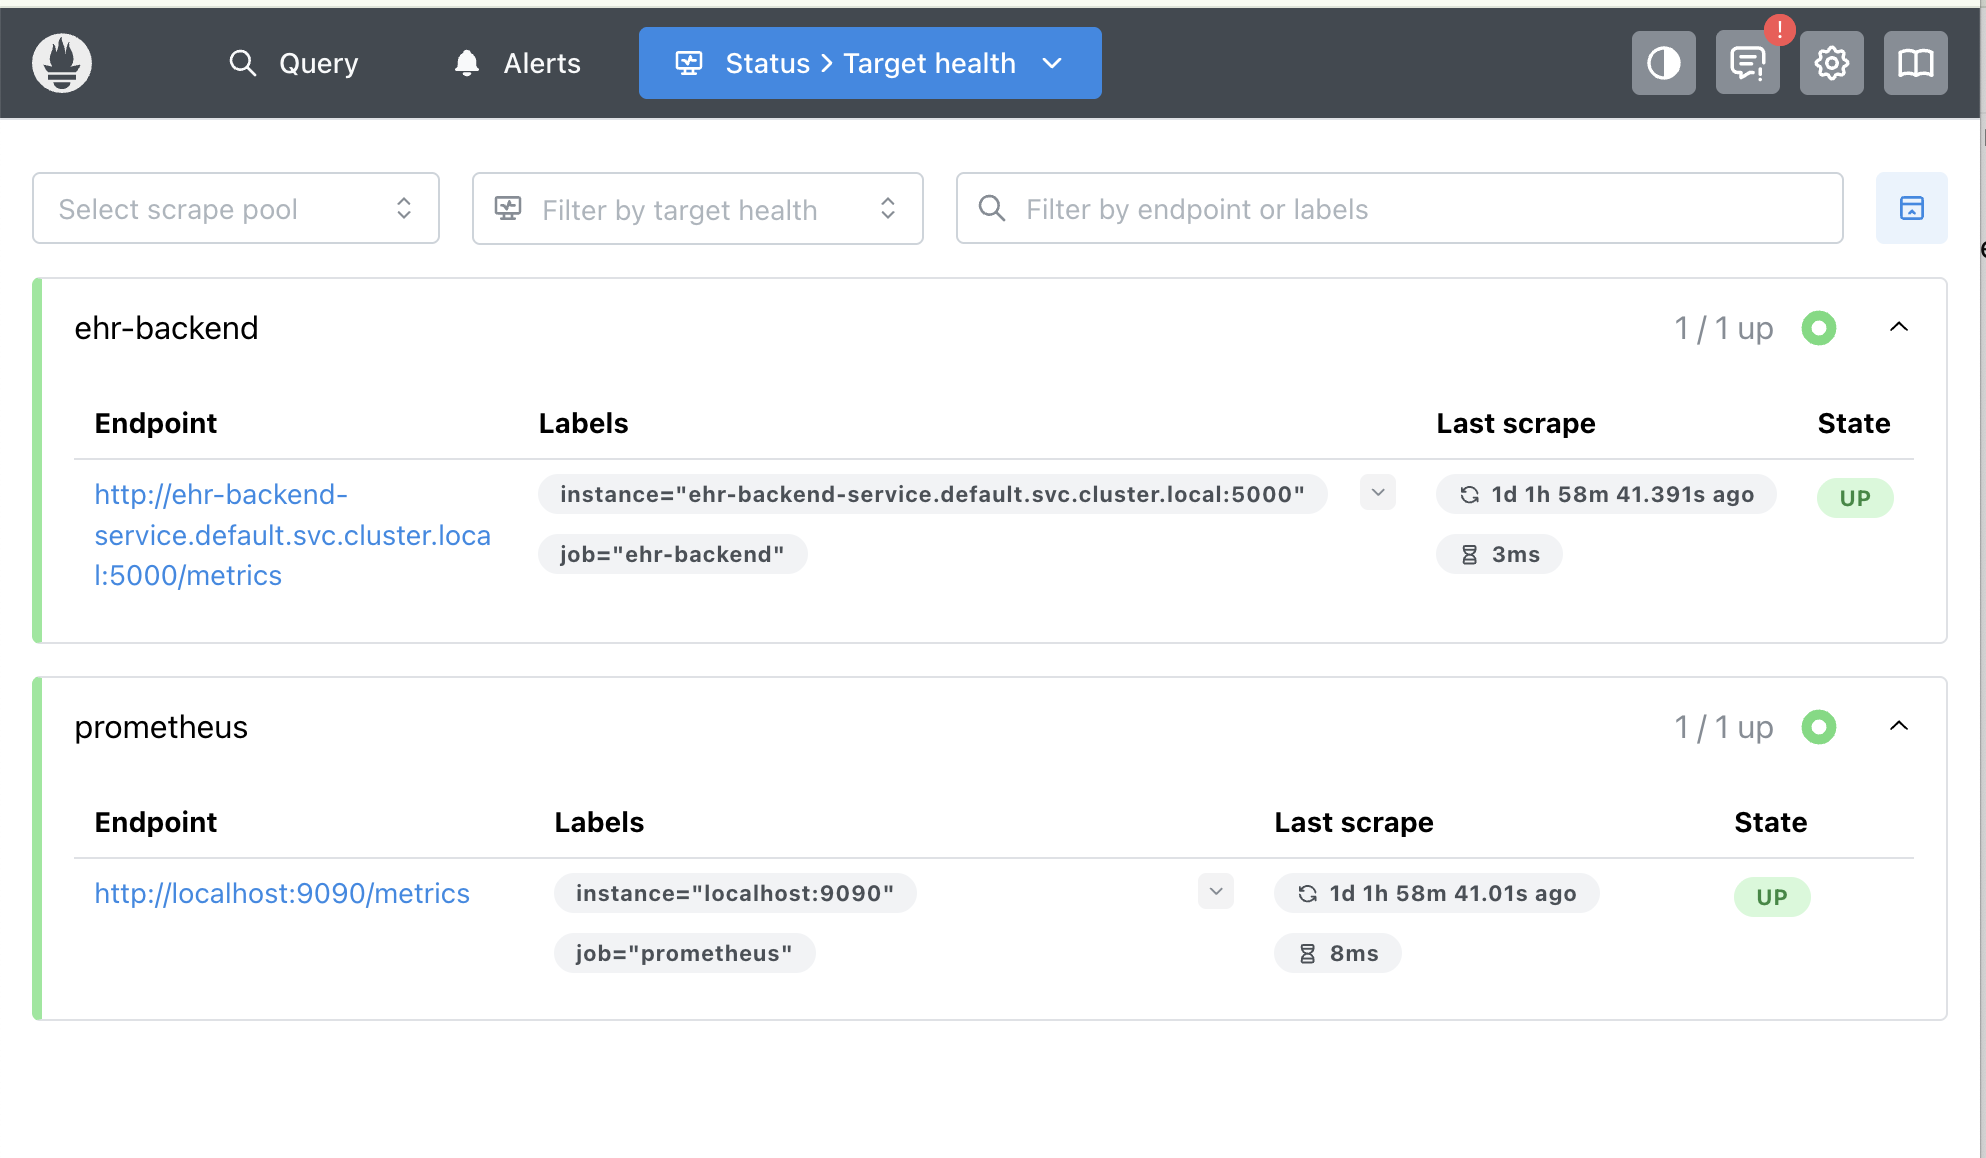 Query
Alerts
Status > Target health
!
Select scrape pool
Filter by target health
Filter by endpoint or labels
ehr-backend
1 / 1 up
Endpoint Labels Last scrape State
http://ehr-backend-
service.default.svc.cluster.loca
l:5000/metrics
instance="ehr-backend-service.default.svc.cluster.local:5000"
job="ehr-backend"
1d 1h 58m 41.391s ago
3ms
UP
prometheus
1 / 1 up
Endpoint Labels Last scrape State
http://localhost:9090/metrics
instance="localhost:9090"
job="prometheus"
1d 1h 58m 41.01s ago
8ms
UP